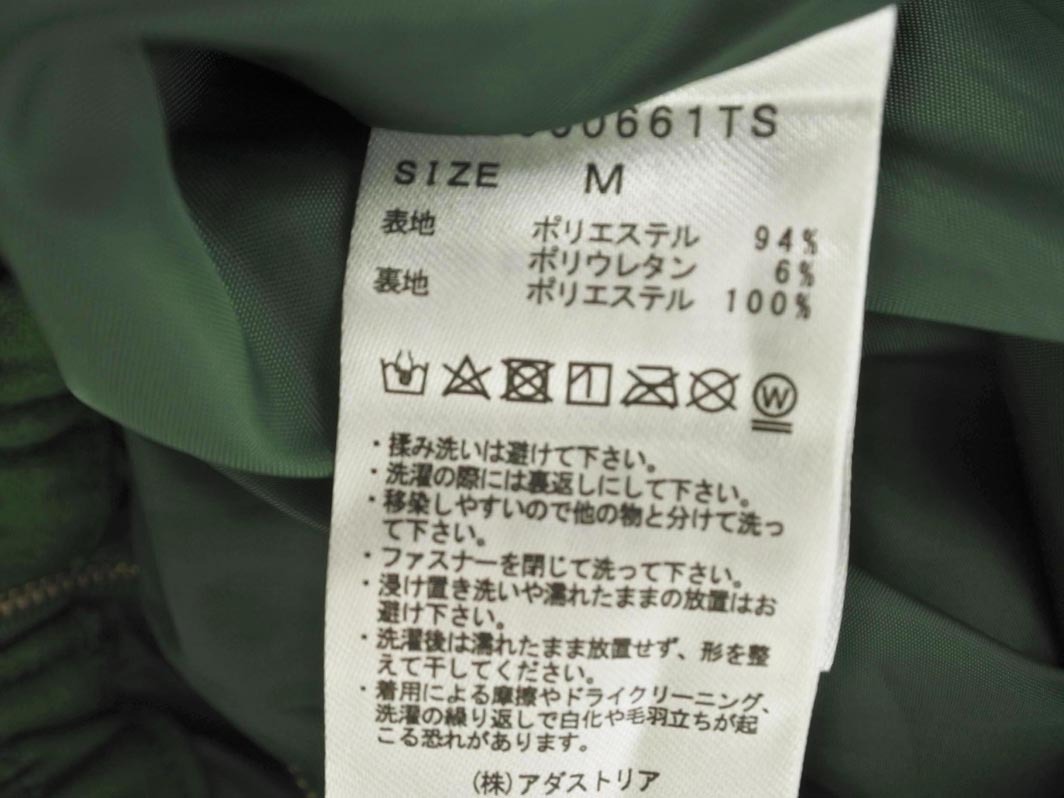 0661TS
SIZE M
表地 ポリエステル 94%
ポリウレタン 6%
裏地 ポリエステル 100%
W
・揉み洗いは避けて下さい。
・洗濯の際には裏返しにして下さい。
・移染しやすいので他の物と分けて洗っ
て下さい。
・ファスナーを閉じて洗って下さい。
・浸け置き洗いや濡れたままの放置はお
避け下さい。
・洗濯後は濡れたまま放置せず、形を整
えて干してください。
・着用による摩擦やドライクリーニング、
洗濯の繰り返しで白化や毛羽立ちが起
こる恐れがあります。
(株)アダストリア